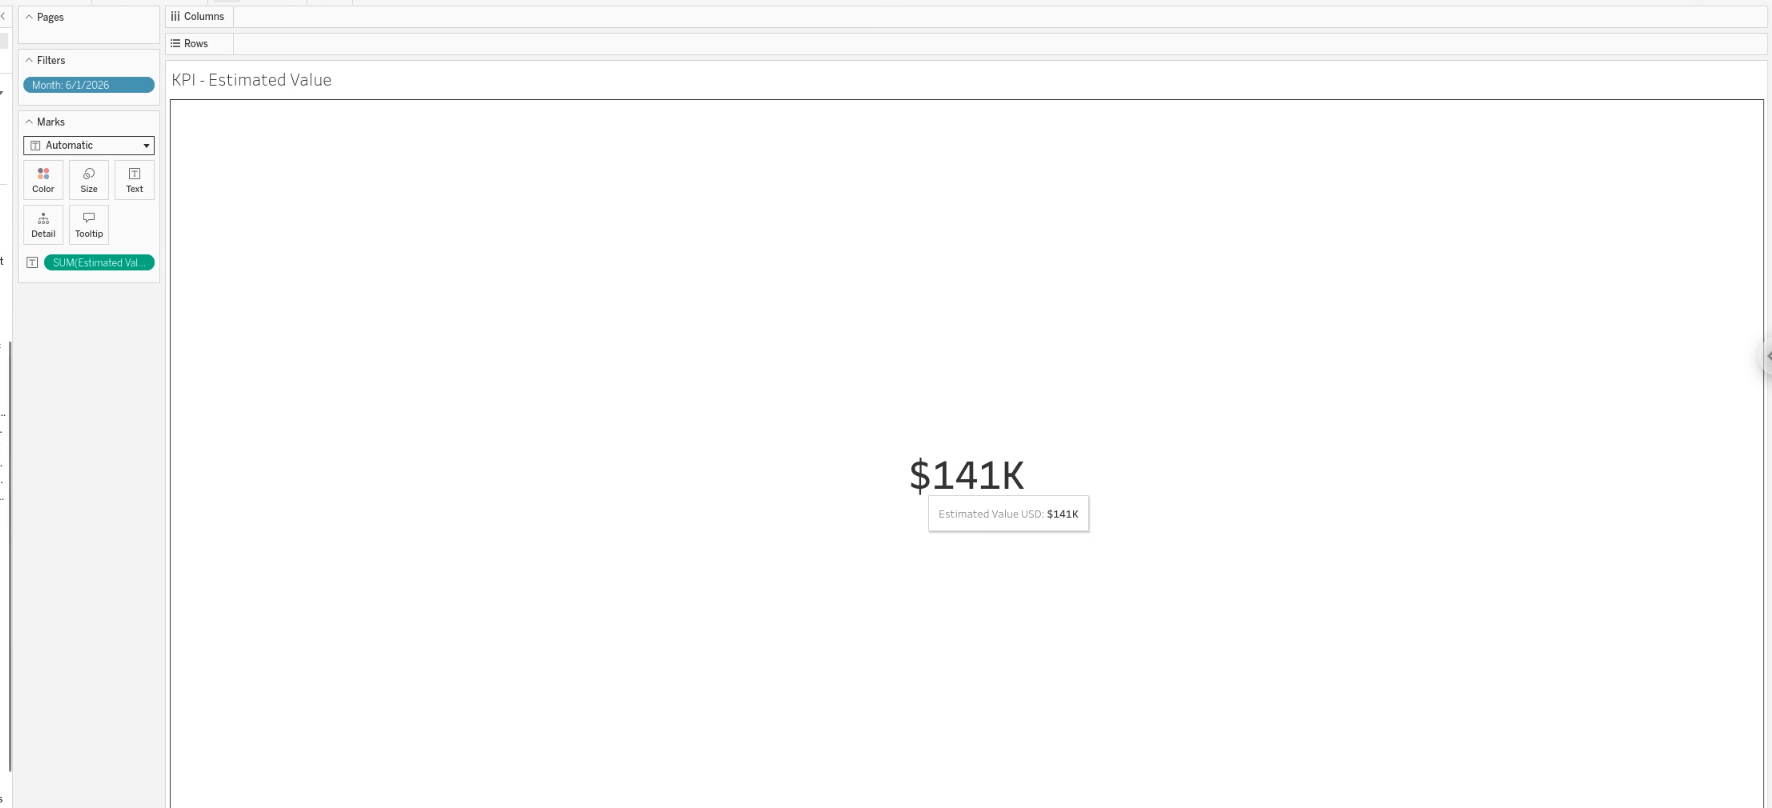 Pages
Columns
Rows
Filters
Month: 6/1/2026
KPI - Estimated Value
Marks
Automatic
Color
Size
Text
Detail
Tooltip
SUM(Estimated Val...
$141K
Estimated Value USD: $141K